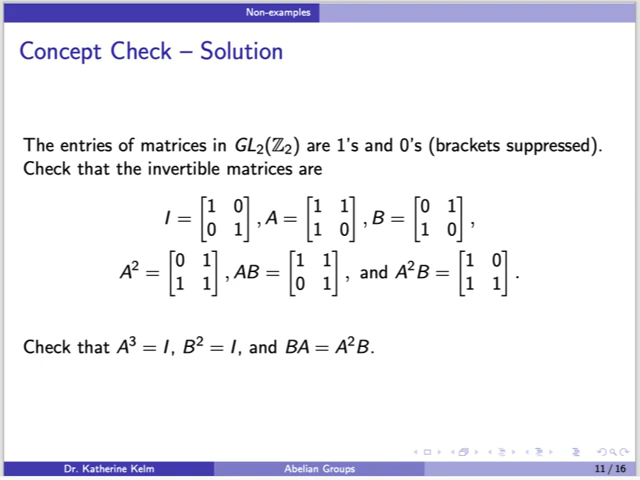 Non-examples
Concept Check – Solution
The entries of matrices in GL₂(ℤ₂) are 1's and 0's (brackets suppressed).
Check that the invertible matrices are
I = [1 0; 0 1], A = [1 1; 1 0], B = [0 1; 1 0],
A² = [0 1; 1 1], AB = [1 1; 0 1], and A²B = [1 0; 1 1].
Check that A³ = I, B² = I, and BA = A²B.
Dr. Katherine Kelm Abelian Groups 11 / 16